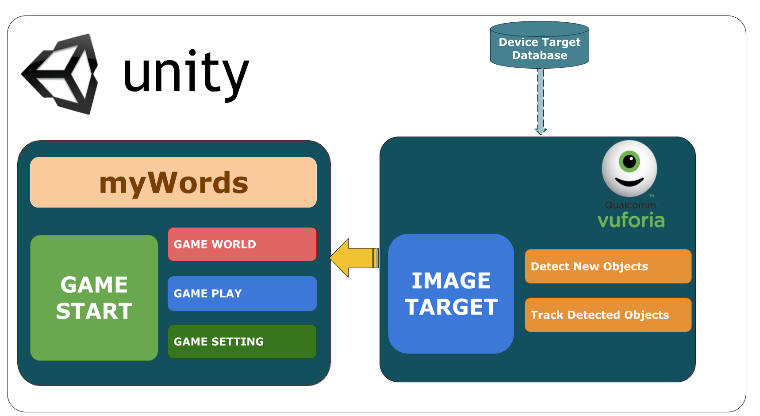 unity
Device Target
Database
myWords
GAME
START
GAME WORLD
GAME PLAY
GAME SETTING
Qualcomm
vuforia
™
IMAGE
TARGET
Detect New Objects
Track Detected Objects